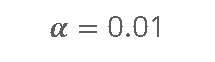 α = 0.01